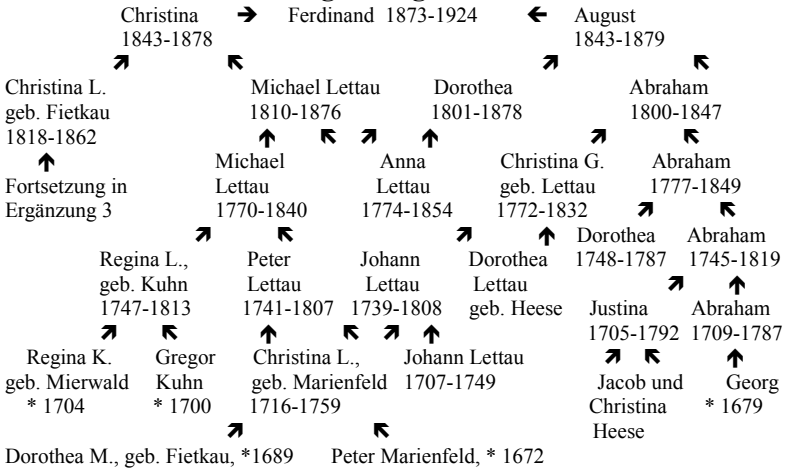 Christina → Ferdinand 1873-1924 ← August
1843-1878 1843-1879
Christina L. Michael Lettau Dorothea Abraham
geb. Fietkau 1810-1876 1801-1878 1800-1847
1818-1862
Michael Anna Christina G. Abraham
Fortsetzung in Lettau Lettau geb. Lettau 1777-1849
Ergänzung 3 1770-1840 1774-1854 1772-1832
Regina L., Peter Johann Dorothea Dorothea Abraham
geb. Kuhn Lettau Lettau Lettau 1748-1787 1745-1819
1747-1813 1741-1807 1739-1808 geb. Heese Justina Abraham
1705-1792 1709-1787
Regina K. Gregor Christina L., Johann Lettau
geb. Mierwald Kuhn geb. Marienfeld 1707-1749 Jacob und Georg
* 1704 * 1700 1716-1759 Christina * 1679
Heese
Dorothea M., geb. Fietkau, *1689 Peter Marienfeld, * 1672